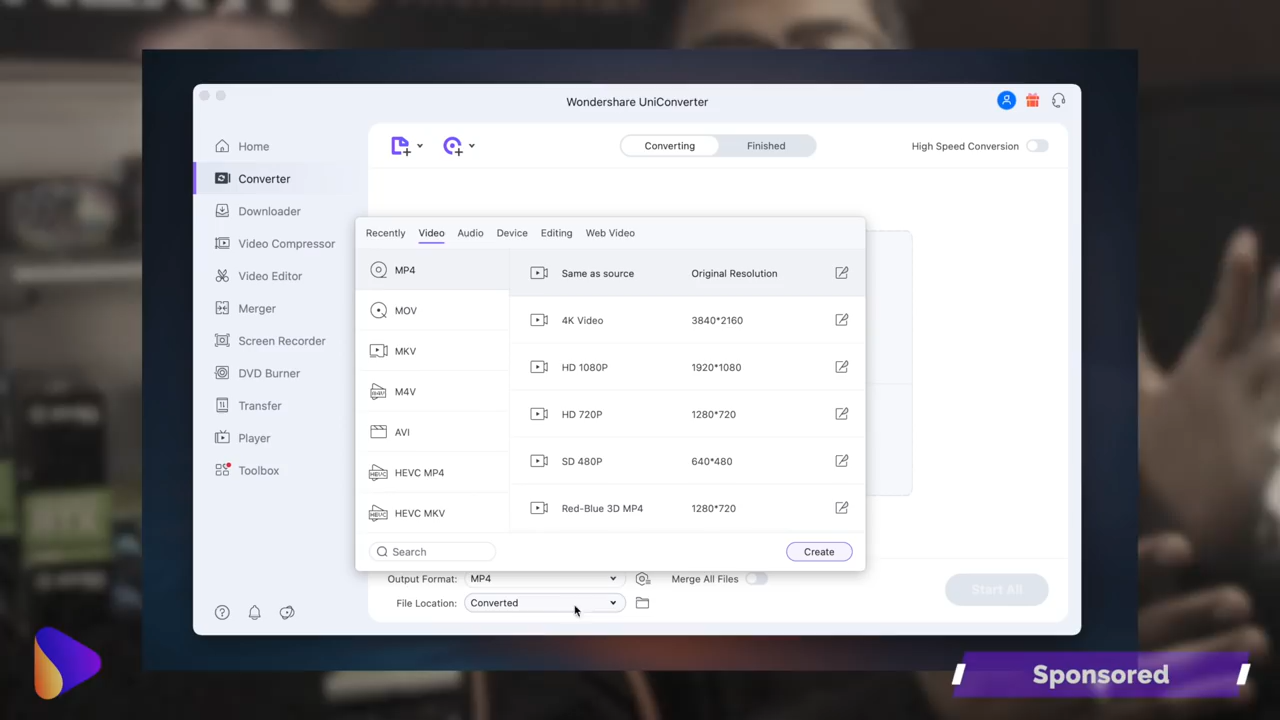 Wondershare UniConverter
Home
Converter
Downloader
Video Compressor
Video Editor
Merger
Screen Recorder
DVD Burner
Transfer
Player
Toolbox
Converting
Finished
High Speed Conversion
Recently
Video
Audio
Device
Editing
Web Video
MP4
MOV
MKV
M4V
AVI
HEVC MP4
HEVC MKV
Same as source Original Resolution
4K Video 3840*2160
HD 1080P 1920*1080
HD 720P 1280*720
SD 480P 640*480
Red-Blue 3D MP4 1280*720
Search
Create
Output Format: MP4
Merge All Files
File Location: Converted
Start All
Sponsored